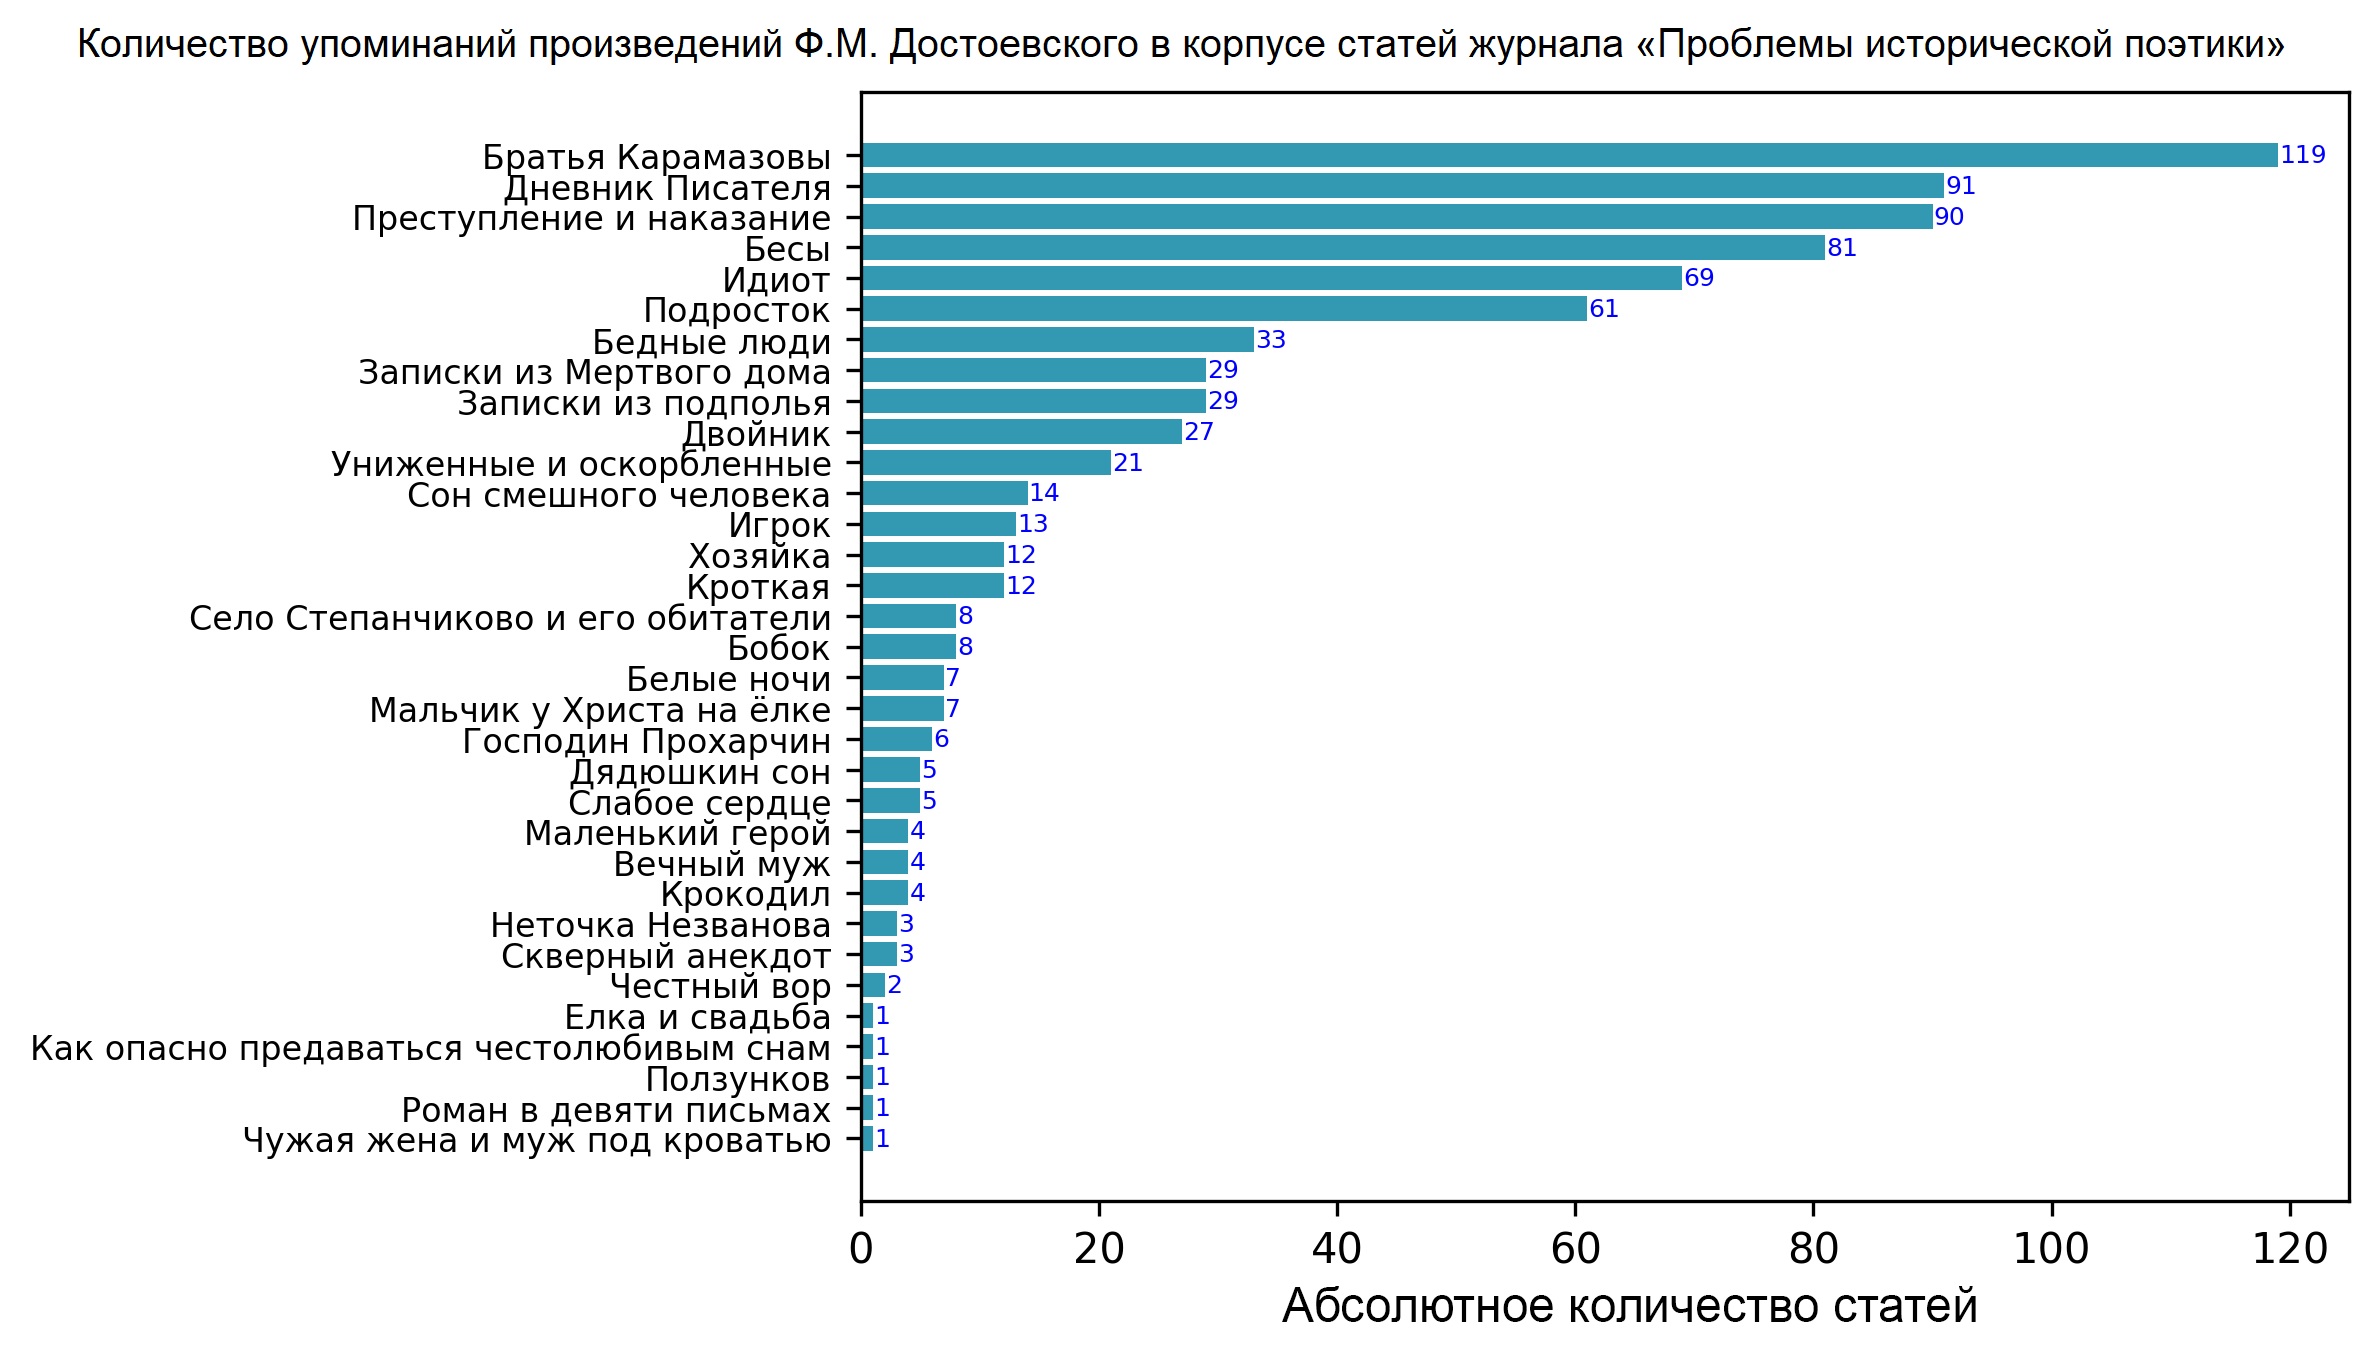 Количество упоминаний произведений Ф.М. Достоевского в корпусе статей журнала «Проблемы исторической поэтики»
Братья Карамазовы 119
Дневник Писателя 91
Преступление и наказание 90
Бесы 81
Идиот 69
Подросток 61
Бедные люди 33
Записки из Мертвого дома 29
Записки из подполья 29
Двойник 27
Униженные и оскорбленные 21
Сон смешного человека 14
Игрок 13
Хозяйка 12
Кроткая 12
Село Степанчиково и его обитатели 8
Бобок 8
Белые ночи 7
Мальчик у Христа на ёлке 7
Господин Прохарчин 6
Дядюшкин сон 5
Слабое сердце 5
Маленький герой 4
Вечный муж 4
Крокодил 4
Неточка Незванова 3
Скверный анекдот 3
Честный вор 2
Елка и свадьба 1
Как опасно предаваться честолюбивым снам 1
Ползунков 1
Роман в девяти письмах 1
Чужая жена и муж под кроватью 1
0 20 40 60 80 100 120
Абсолютное количество статей